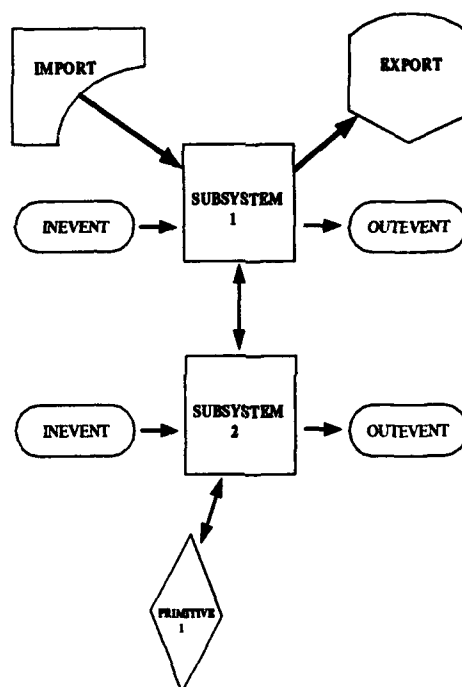 IMPORT
EXPORT
SUBSYSTEM
1
INEVENT
OUTEVENT
SUBSYSTEM
2
INEVENT
OUTEVENT
PRIMITIVE
1